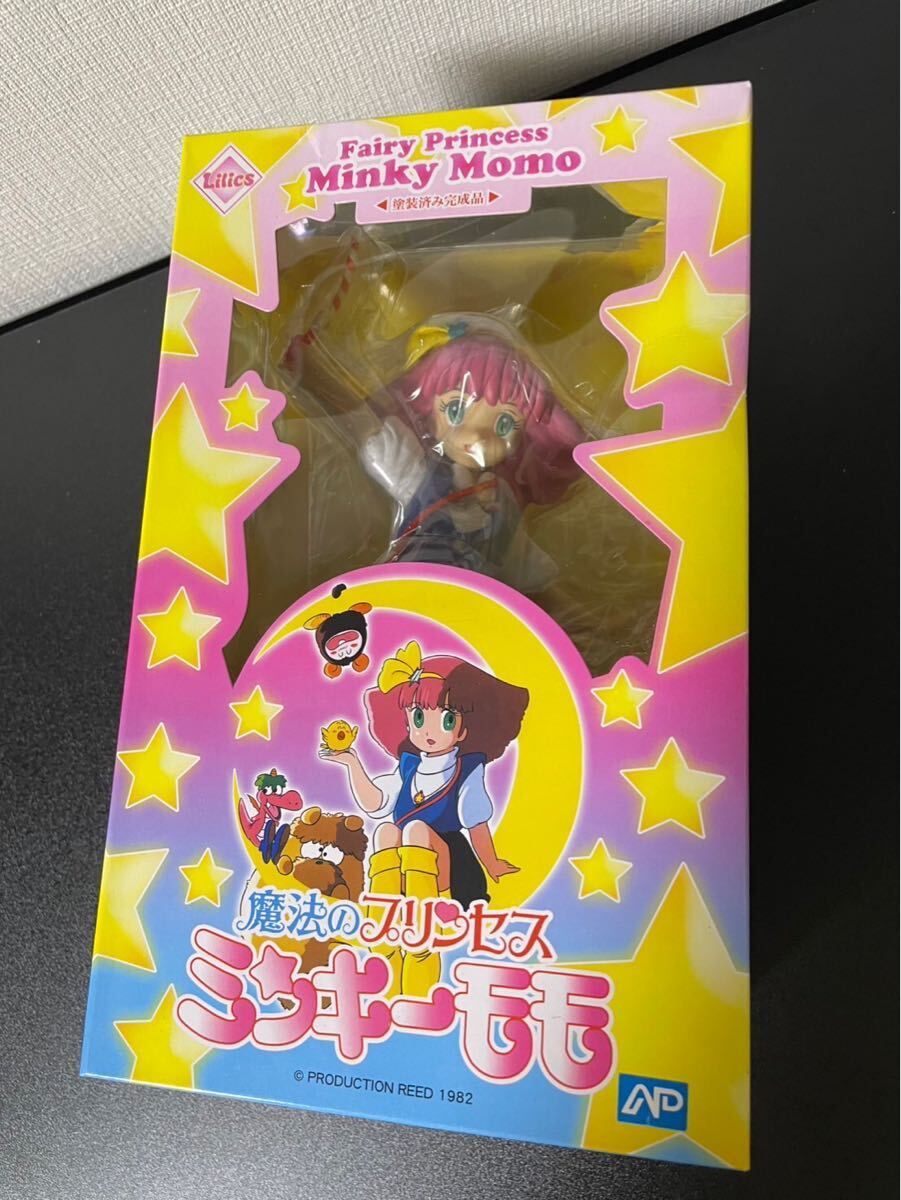 Lilics
Fairy Princess
Minky Momo
塗装済み完成品
魔法のプリンセス
ミンキーモモ
© PRODUCTION REED 1982
AD